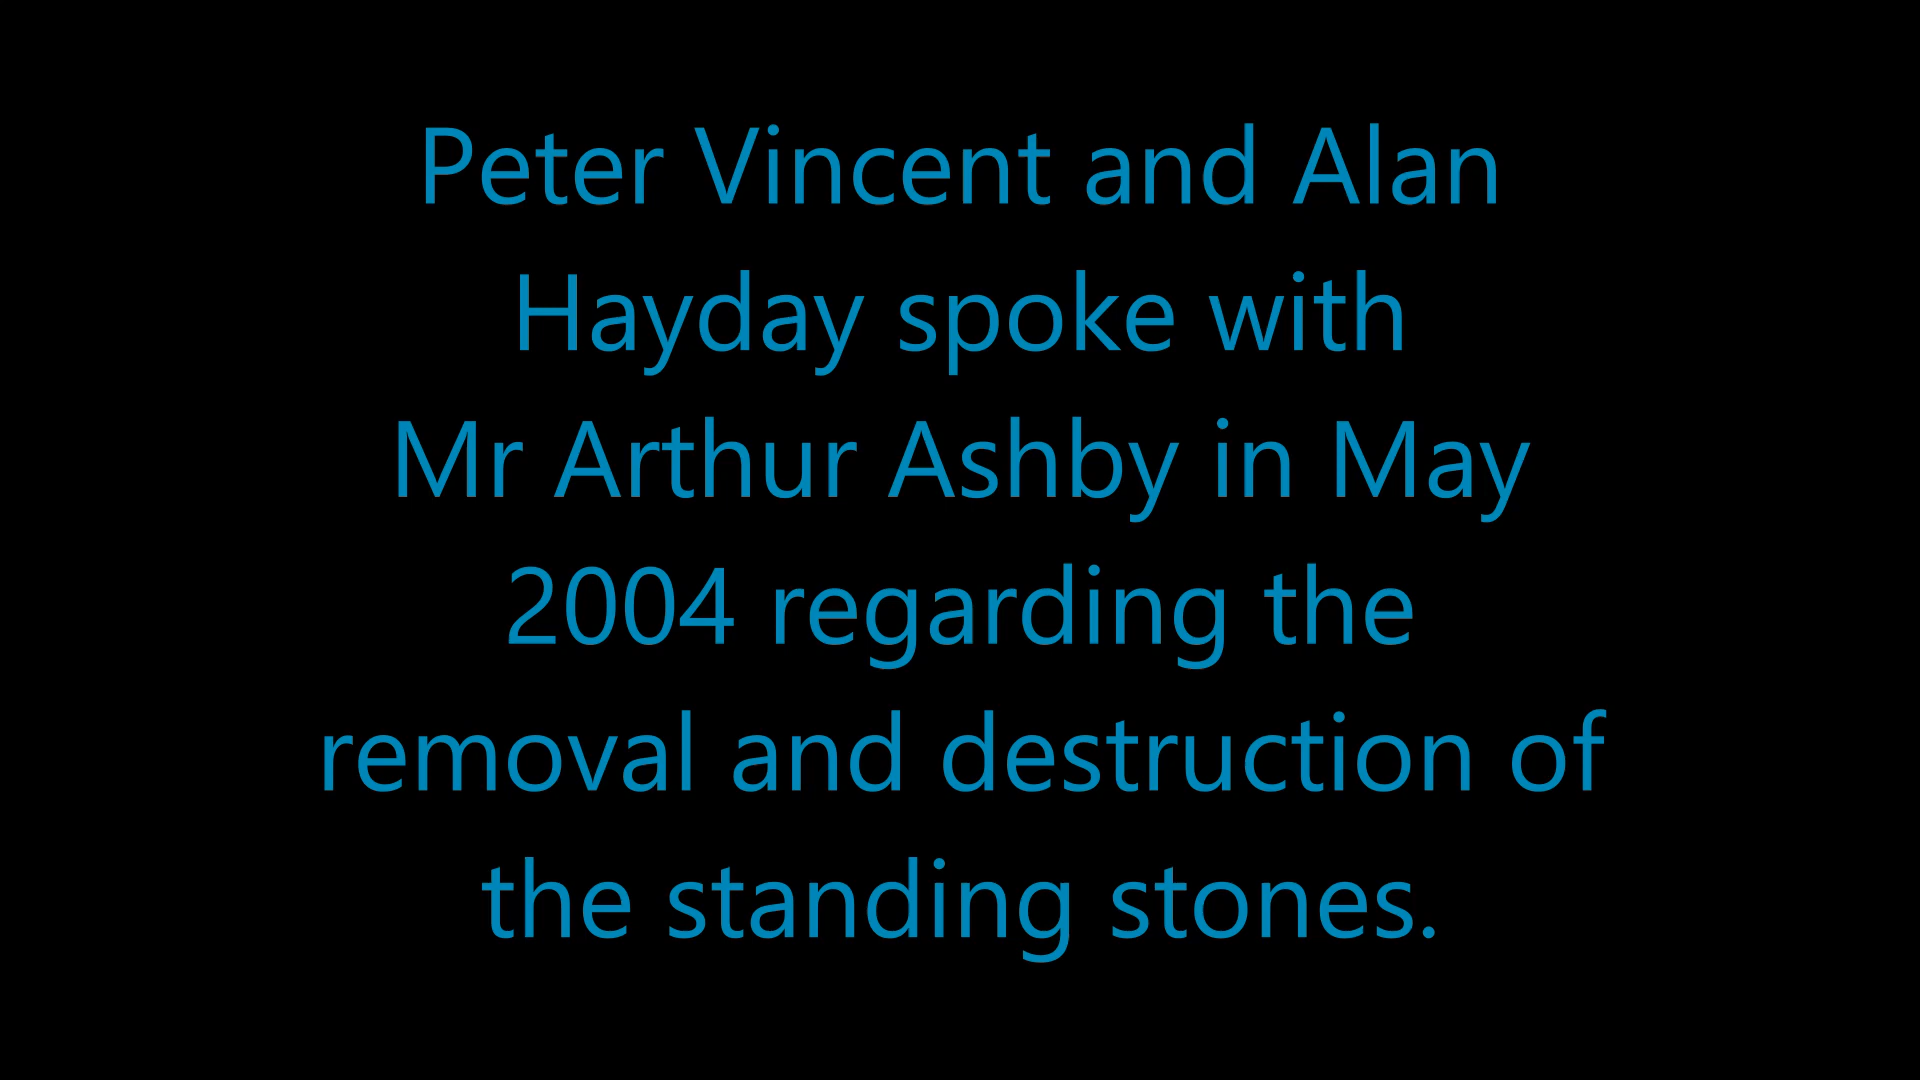 Peter Vincent and Alan
Hayday spoke with
Mr Arthur Ashby in May
2004 regarding the
removal and destruction of
the standing stones.